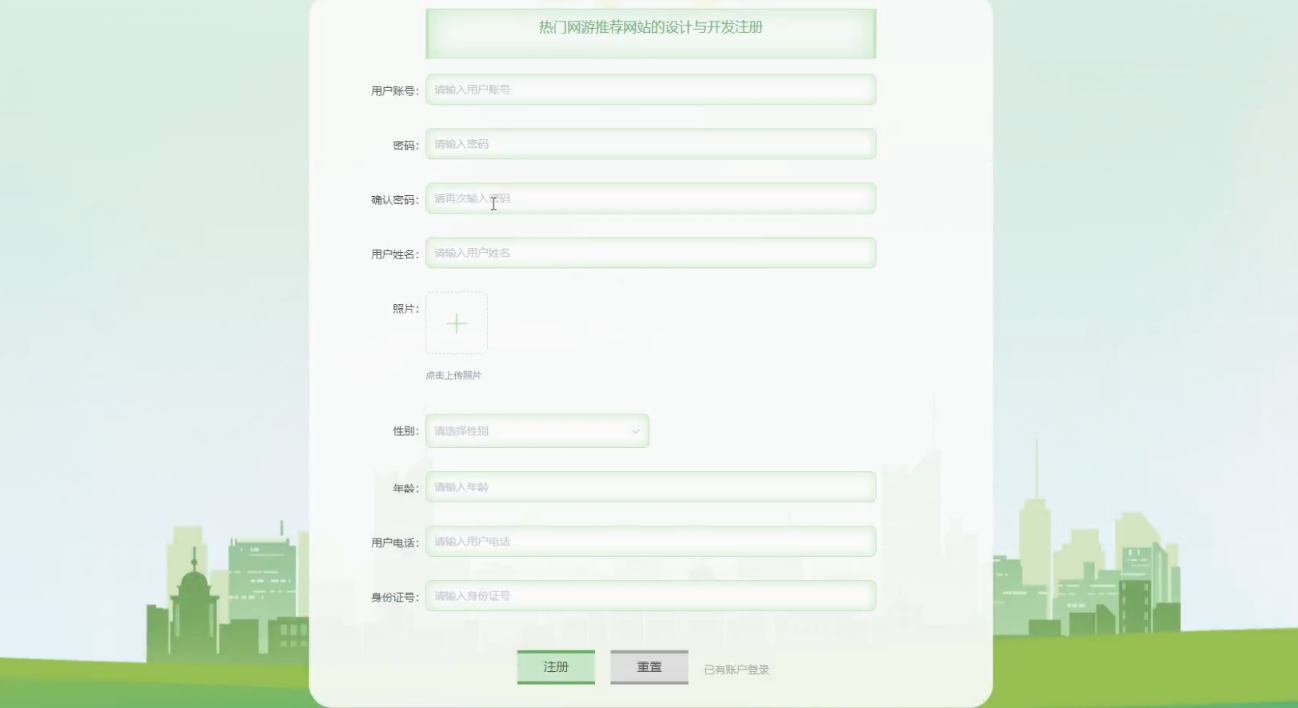 热门网游推荐网站的设计与开发注册
用户账号： 请输入用户账号
密码： 请输入密码
确认密码： 请再次输入密码
用户姓名： 请输入用户姓名
照片：
点击上传照片
性别： 请选择性别
年龄： 请输入年龄
用户电话： 请输入用户电话
身份证号： 请输入身份证号
注册 重置 已有账户登录